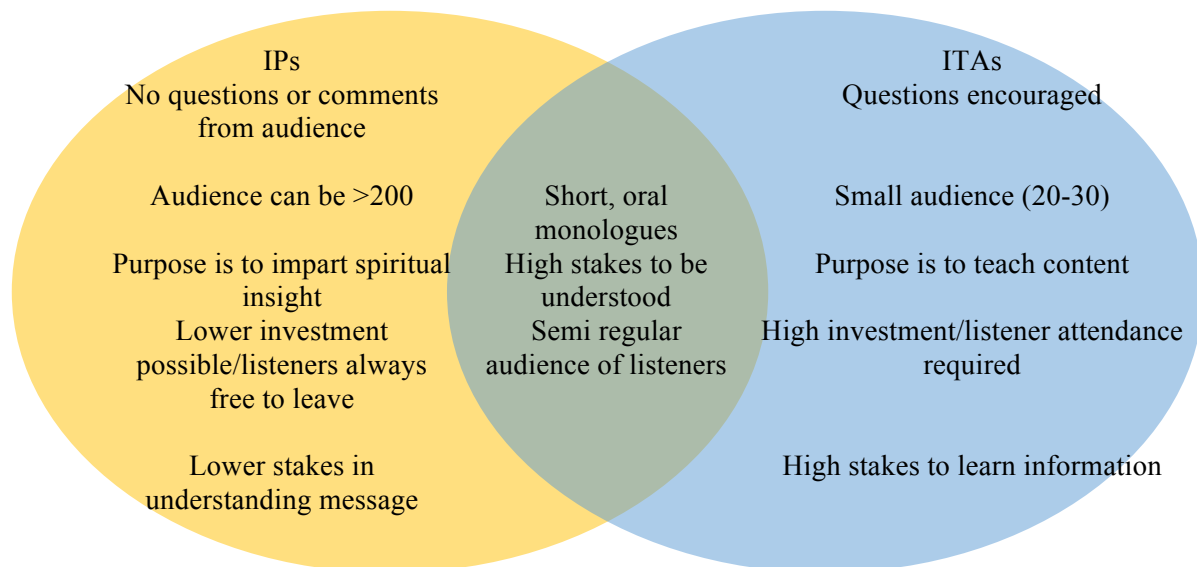 IPs
No questions or comments
from audience
Audience can be >200
Purpose is to impart spiritual
insight
Lower investment
possible/listeners always
free to leave
Lower stakes in
understanding message
Short, oral
monologues
High stakes to be
understood
Semi regular
audience of listeners
ITAs
Questions encouraged
Small audience (20-30)
Purpose is to teach content
High investment/listener attendance
required
High stakes to learn information